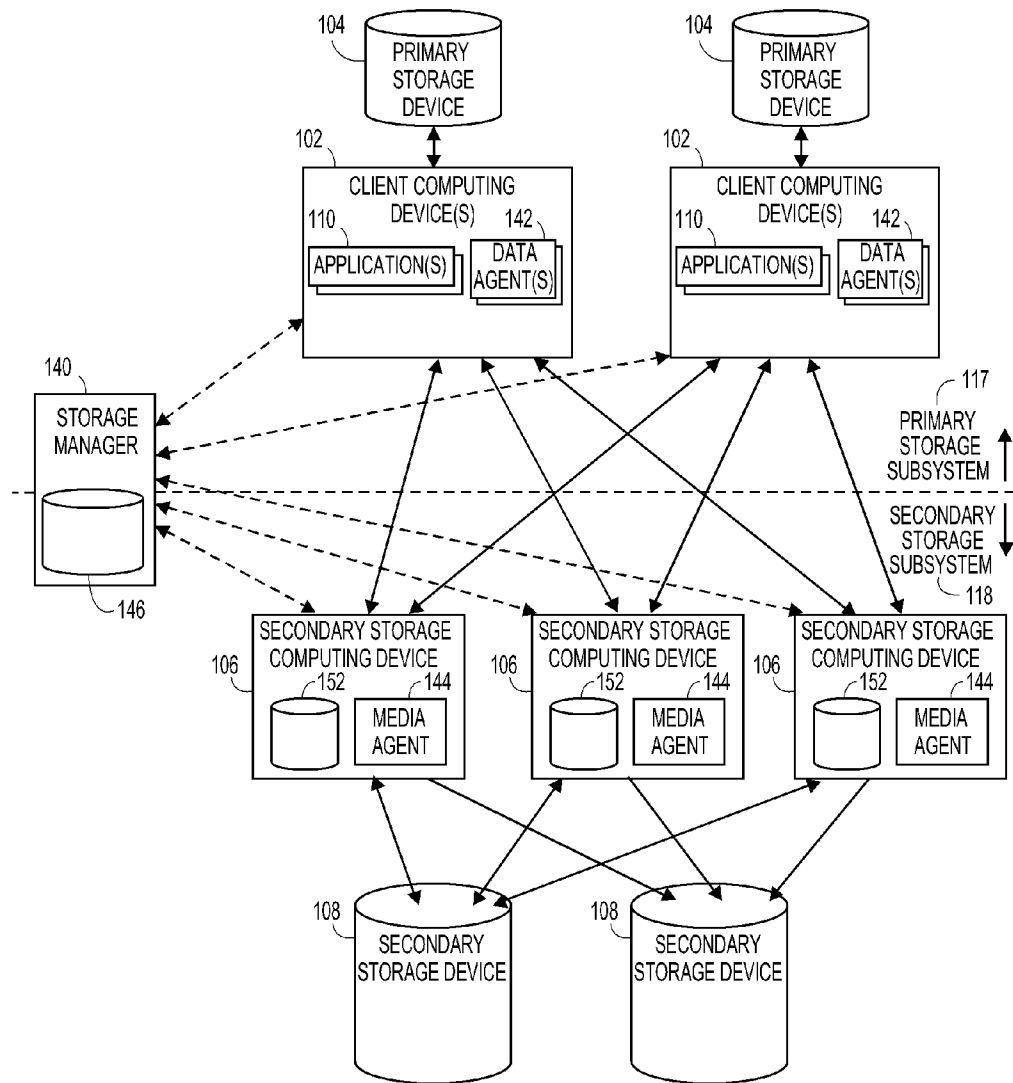 104
PRIMARY
STORAGE
DEVICE
104
PRIMARY
STORAGE
DEVICE
102
CLIENT COMPUTING
DEVICE(S)
110
142
APPLICATION(S)
DATA
AGENT(S)
102
CLIENT COMPUTING
DEVICE(S)
110
142
APPLICATION(S)
DATA
AGENT(S)
140
STORAGE
MANAGER
146
117
PRIMARY
STORAGE
SUBSYSTEM
SECONDARY
STORAGE
SUBSYSTEM
118
SECONDARY STORAGE
COMPUTING DEVICE
106
152
144
MEDIA
AGENT
SECONDARY STORAGE
COMPUTING DEVICE
106
152
144
MEDIA
AGENT
SECONDARY STORAGE
COMPUTING DEVICE
106
152
144
MEDIA
AGENT
108
SECONDARY
STORAGE DEVICE
108
SECONDARY
STORAGE DEVICE